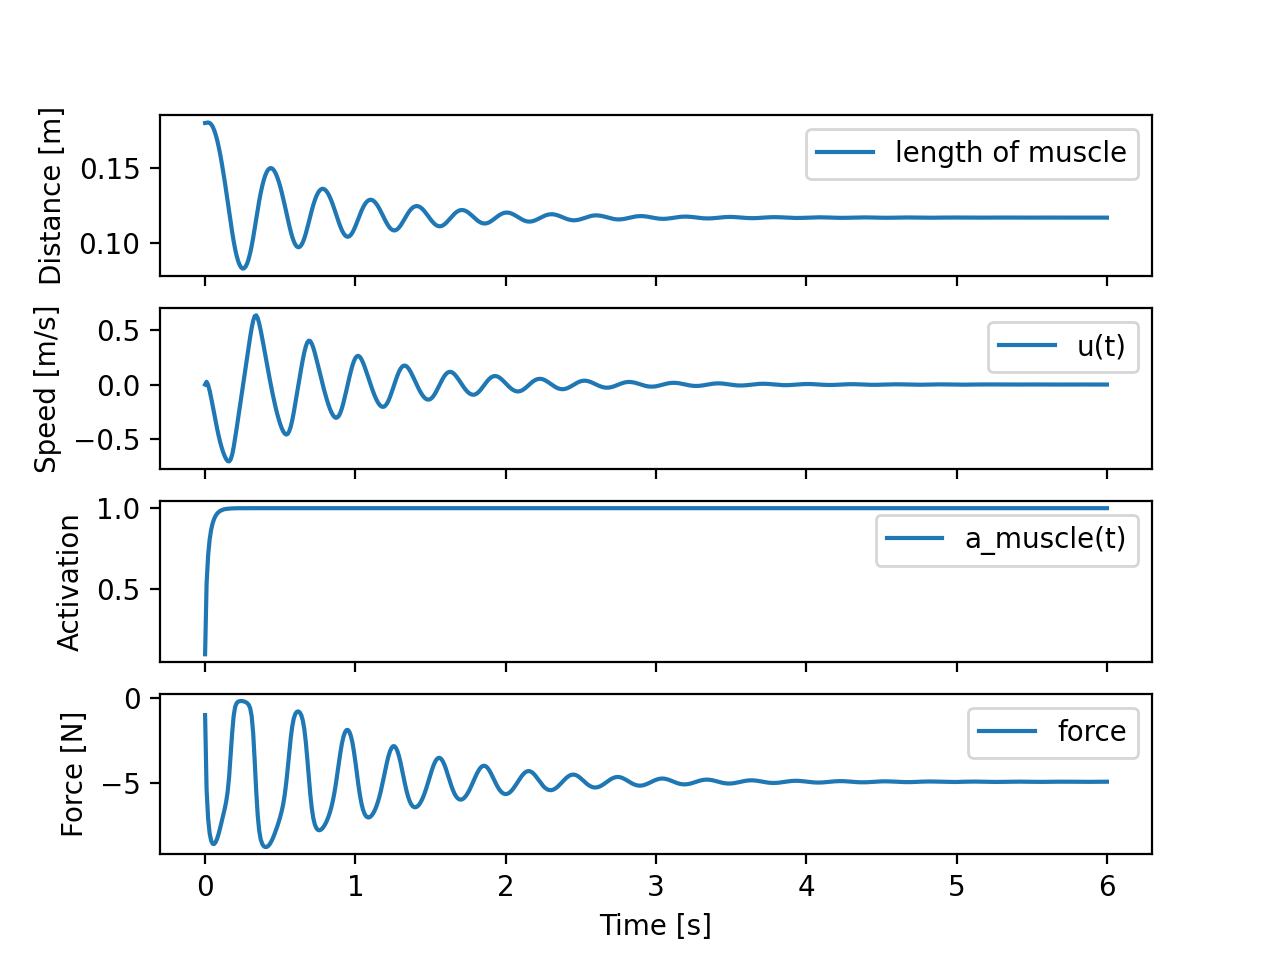 Distance [m]
0.15
0.10
length of muscle
Speed [m/s]
0.5
0.0
−0.5
u(t)
Activation
1.0
0.5
a_muscle(t)
Force [N]
0
−5
force
0 1 2 3 4 5 6
Time [s]